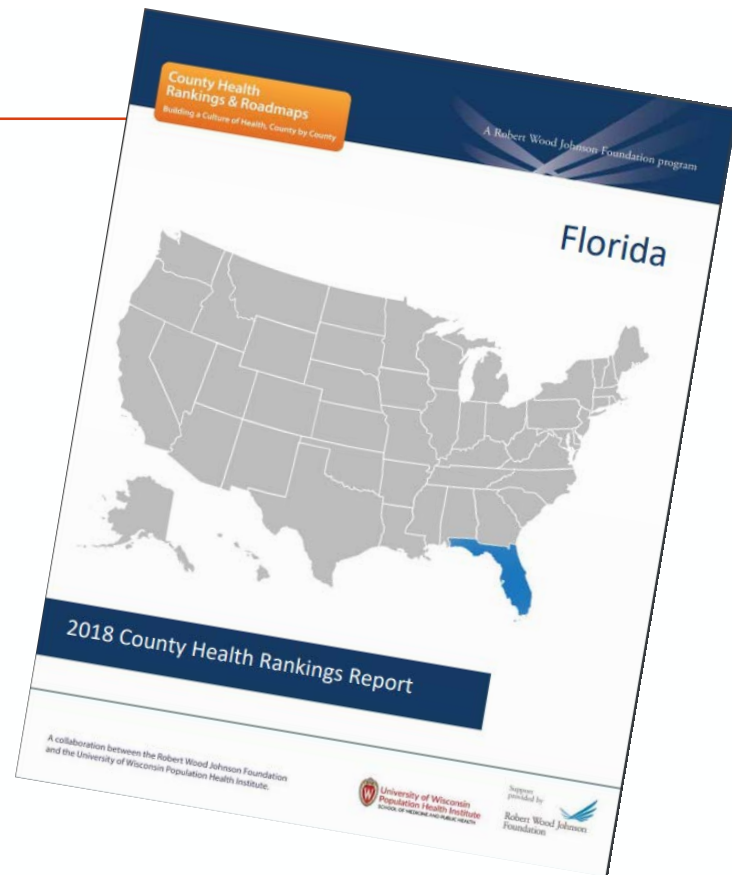 County Health
Rankings & Roadmaps
Building a Culture of Health, County by County
A Robert Wood Johnson Foundation program
Florida
2018 County Health Rankings Report
A collaboration between the Robert Wood Johnson Foundation
and the University of Wisconsin Population Health Institute.
W
University of Wisconsin
Population Health Institute
SCHOOL OF MEDICINE AND PUBLIC HEALTH
Support
provided by
Robert Wood Johnson
Foundation